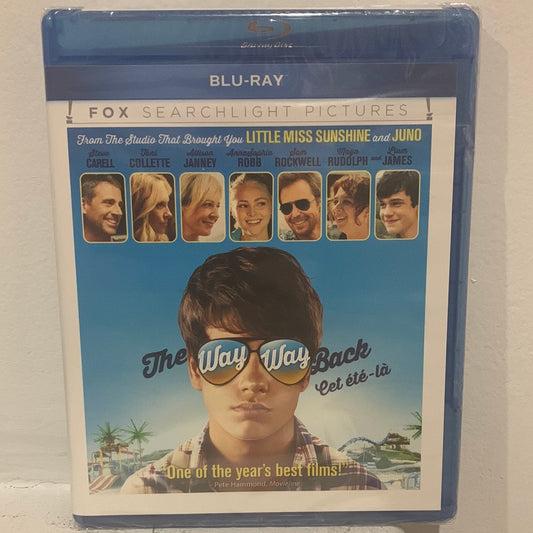 Blu-ray Disc
BLU-RAY
FOX SEARCHLIGHT PICTURES
From The Studio That Brought You LITTLE MISS SUNSHINE and JUNO
Steve CARELL Toni COLLETTE Allison JANNEY AnnaSophia ROBB Sam ROCKWELL Maya RUDOLPH and Liam JAMES
The Way Way Back
Cet été-là
"One of the year's best films!"
- Pete Hammond, Movieline